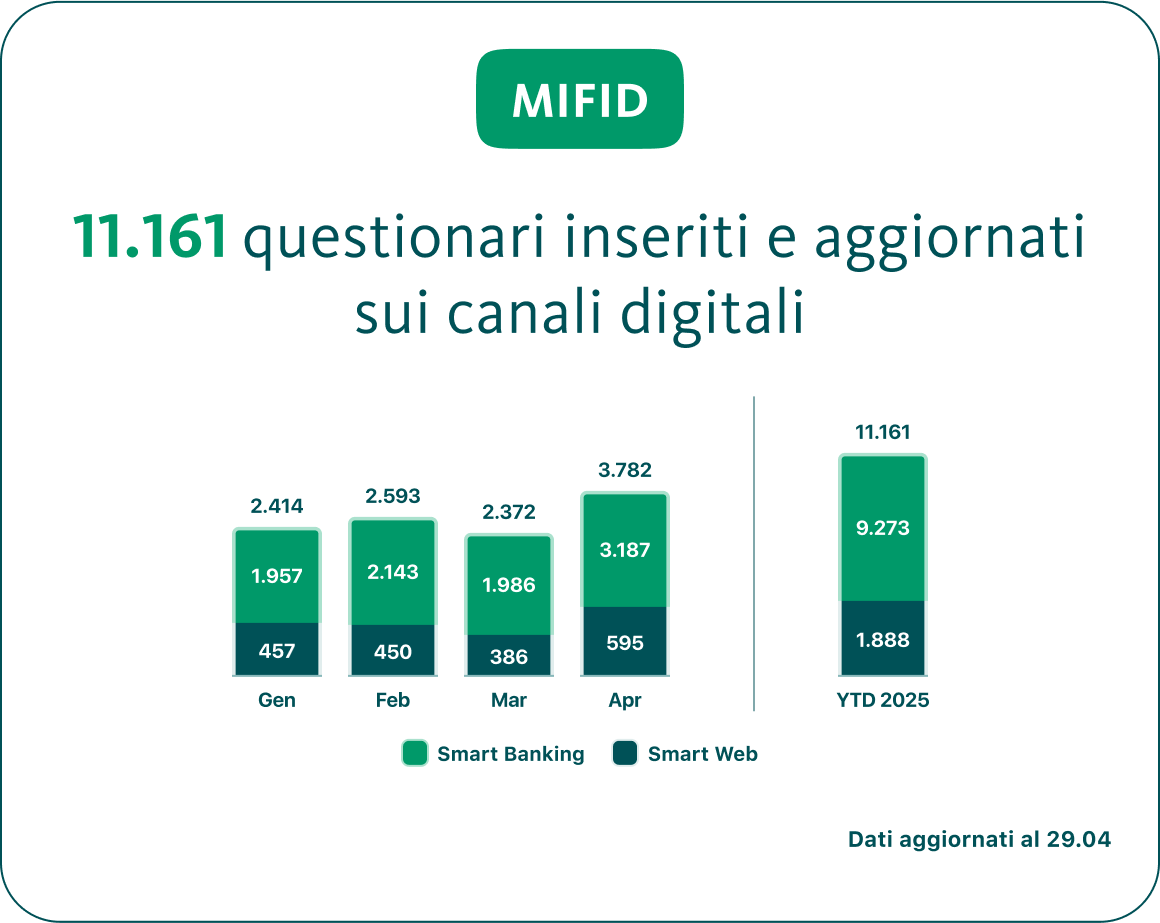 MIFID
11.161 questionari inseriti e aggiornati
sui canali digitali
2.414
2.593
2.372
3.782
11.161
1.957
2.143
1.986
3.187
9.273
457
450
386
595
1.888
Gen
Feb
Mar
Apr
YTD 2025
Smart Banking
Smart Web
Dati aggiornati al 29.04